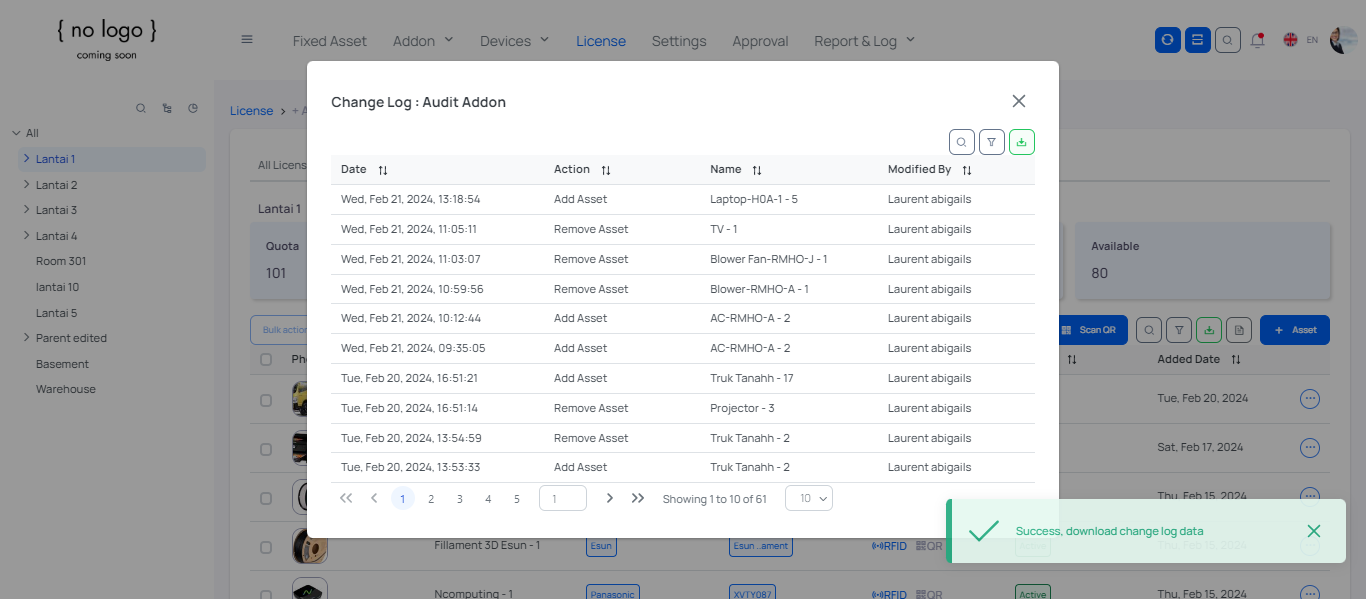 { no logo }
coming soon
Fixed Asset Addon Devices License Settings Approval Report & Log EN
All
Lantai 1
Lantai 2
Lantai 3
Lantai 4
Room 301
lantai 10
Lantai 5
Parent edited
Basement
Warehouse
License > + A
All Licens
Lantai 1
Quota
101
Available
80
Bulk action
Scan QR
+ Asset
Added Date
Tue, Feb 20, 2024
Sat, Feb 17, 2024
Thu, Feb 15, 2024
Fillament 3D Esun - 1 Esun Esun ..ament RFID QR Active Thu, Feb 15, 2024
Ncomputing - 1 Panasonic XVTY087 RFID QR Active
Change Log : Audit Addon
Date Action Name Modified By
Wed, Feb 21, 2024, 13:18:54 Add Asset Laptop-H0A-1 - 5 Laurent abigails
Wed, Feb 21, 2024, 11:05:11 Remove Asset TV - 1 Laurent abigails
Wed, Feb 21, 2024, 11:03:07 Remove Asset Blower Fan-RMHO-J - 1 Laurent abigails
Wed, Feb 21, 2024, 10:59:56 Remove Asset Blower-RMHO-A - 1 Laurent abigails
Wed, Feb 21, 2024, 10:12:44 Add Asset AC-RMHO-A - 2 Laurent abigails
Wed, Feb 21, 2024, 09:35:05 Add Asset AC-RMHO-A - 2 Laurent abigails
Tue, Feb 20, 2024, 16:51:21 Add Asset Truk Tanahh - 17 Laurent abigails
Tue, Feb 20, 2024, 16:51:14 Remove Asset Projector - 3 Laurent abigails
Tue, Feb 20, 2024, 13:54:59 Remove Asset Truk Tanahh - 2 Laurent abigails
Tue, Feb 20, 2024, 13:53:33 Add Asset Truk Tanahh - 2 Laurent abigails
1 2 3 4 5 1 Showing 1 to 10 of 61 10
Success, download change log data